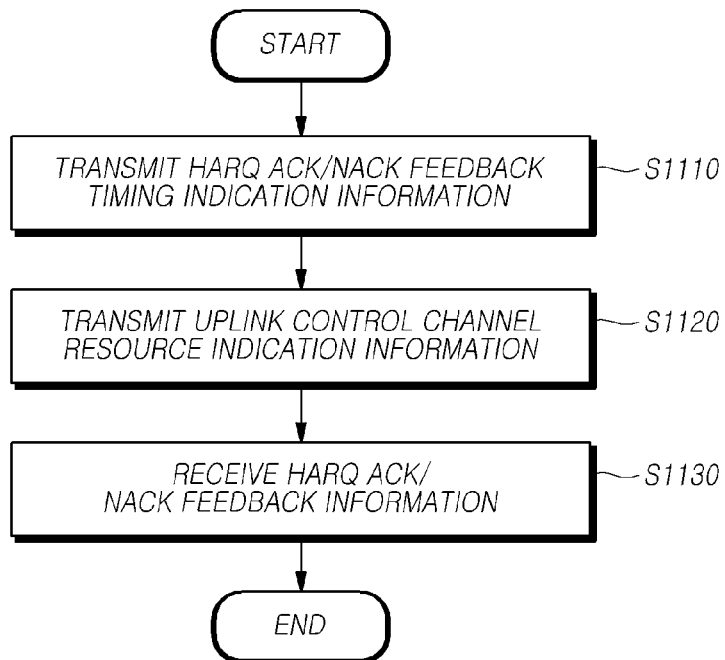 START
TRANSMIT HARQ ACK/NACK FEEDBACK
TIMING INDICATION INFORMATION
S1110
TRANSMIT UPLINK CONTROL CHANNEL
RESOURCE INDICATION INFORMATION
S1120
RECEIVE HARQ ACK/
NACK FEEDBACK INFORMATION
S1130
END